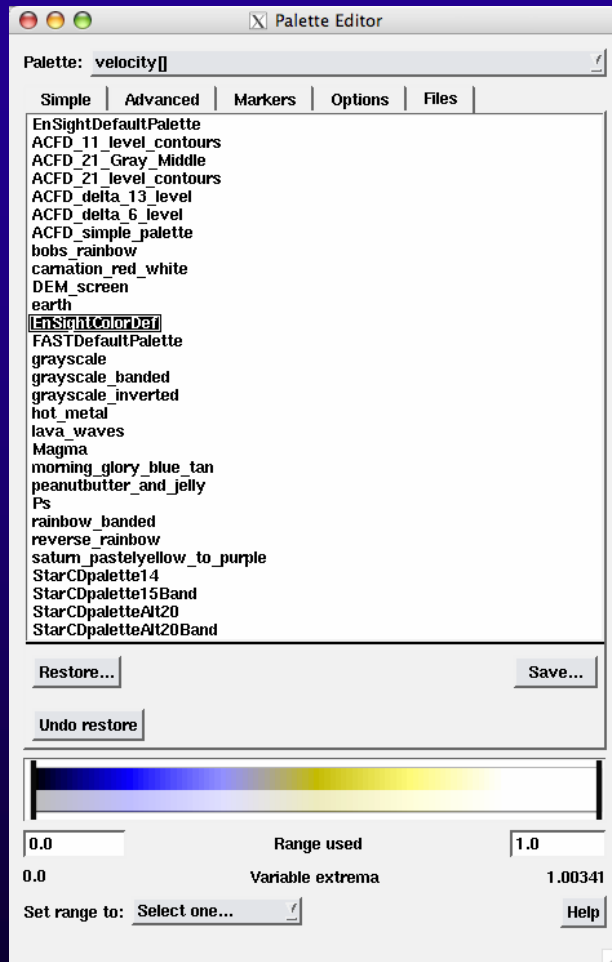 X Palette Editor
Palette: velocity[]
Simple Advanced Markers Options Files
EnSightDefaultPalette
ACFD_11_level_contours
ACFD_21_Gray_Middle
ACFD_21_level_contours
ACFD_delta_13_level
ACFD_delta_6_level
ACFD_simple_palette
bobs_rainbow
carnation_red_white
DEM_screen
earth
EnSightColorDef
FASTDefaultPalette
grayscale
grayscale_banded
grayscale_inverted
hot_metal
lava_waves
Magma
morning_glory_blue_tan
peanutbutter_and_jelly
Ps
rainbow_banded
reverse_rainbow
saturn_pastelyellow_to_purple
StarCDpalette14
StarCDpalette15Band
StarCDpaletteAlt20
StarCDpaletteAlt20Band
Restore... Save...
Undo restore
0.0 Range used 1.0
0.0 Variable extrema 1.00341
Set range to: Select one... Help